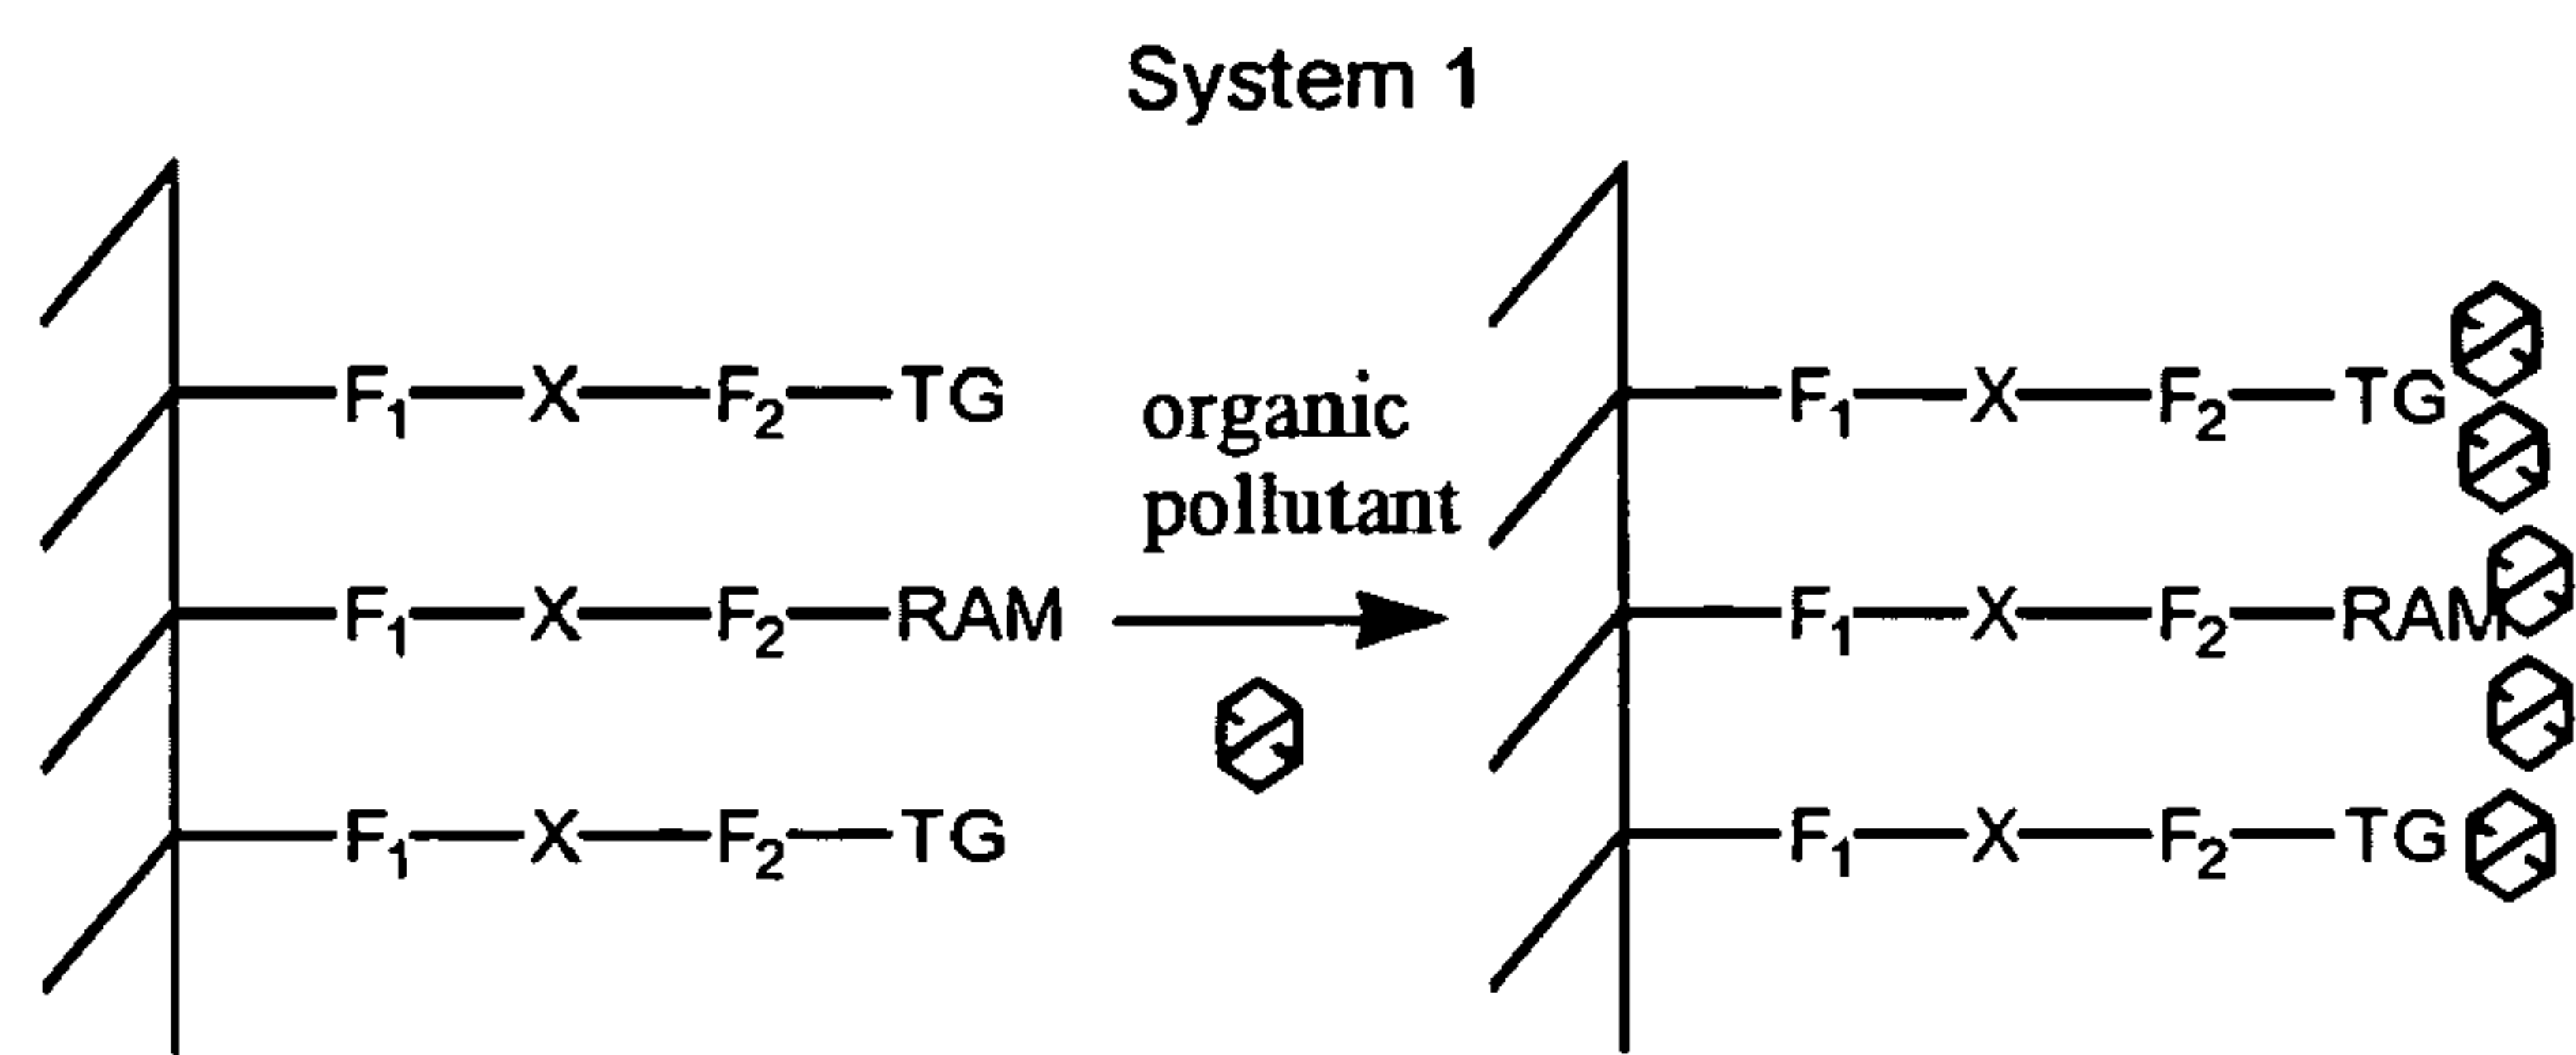 System 1
F₁—X—F₂—TG
F₁—X—F₂—RAM
F₁—X—F₂—TG
organic
pollutant
F₁—X—F₂—TG
F₁—X—F₂—RAM
F₁—X—F₂—TG